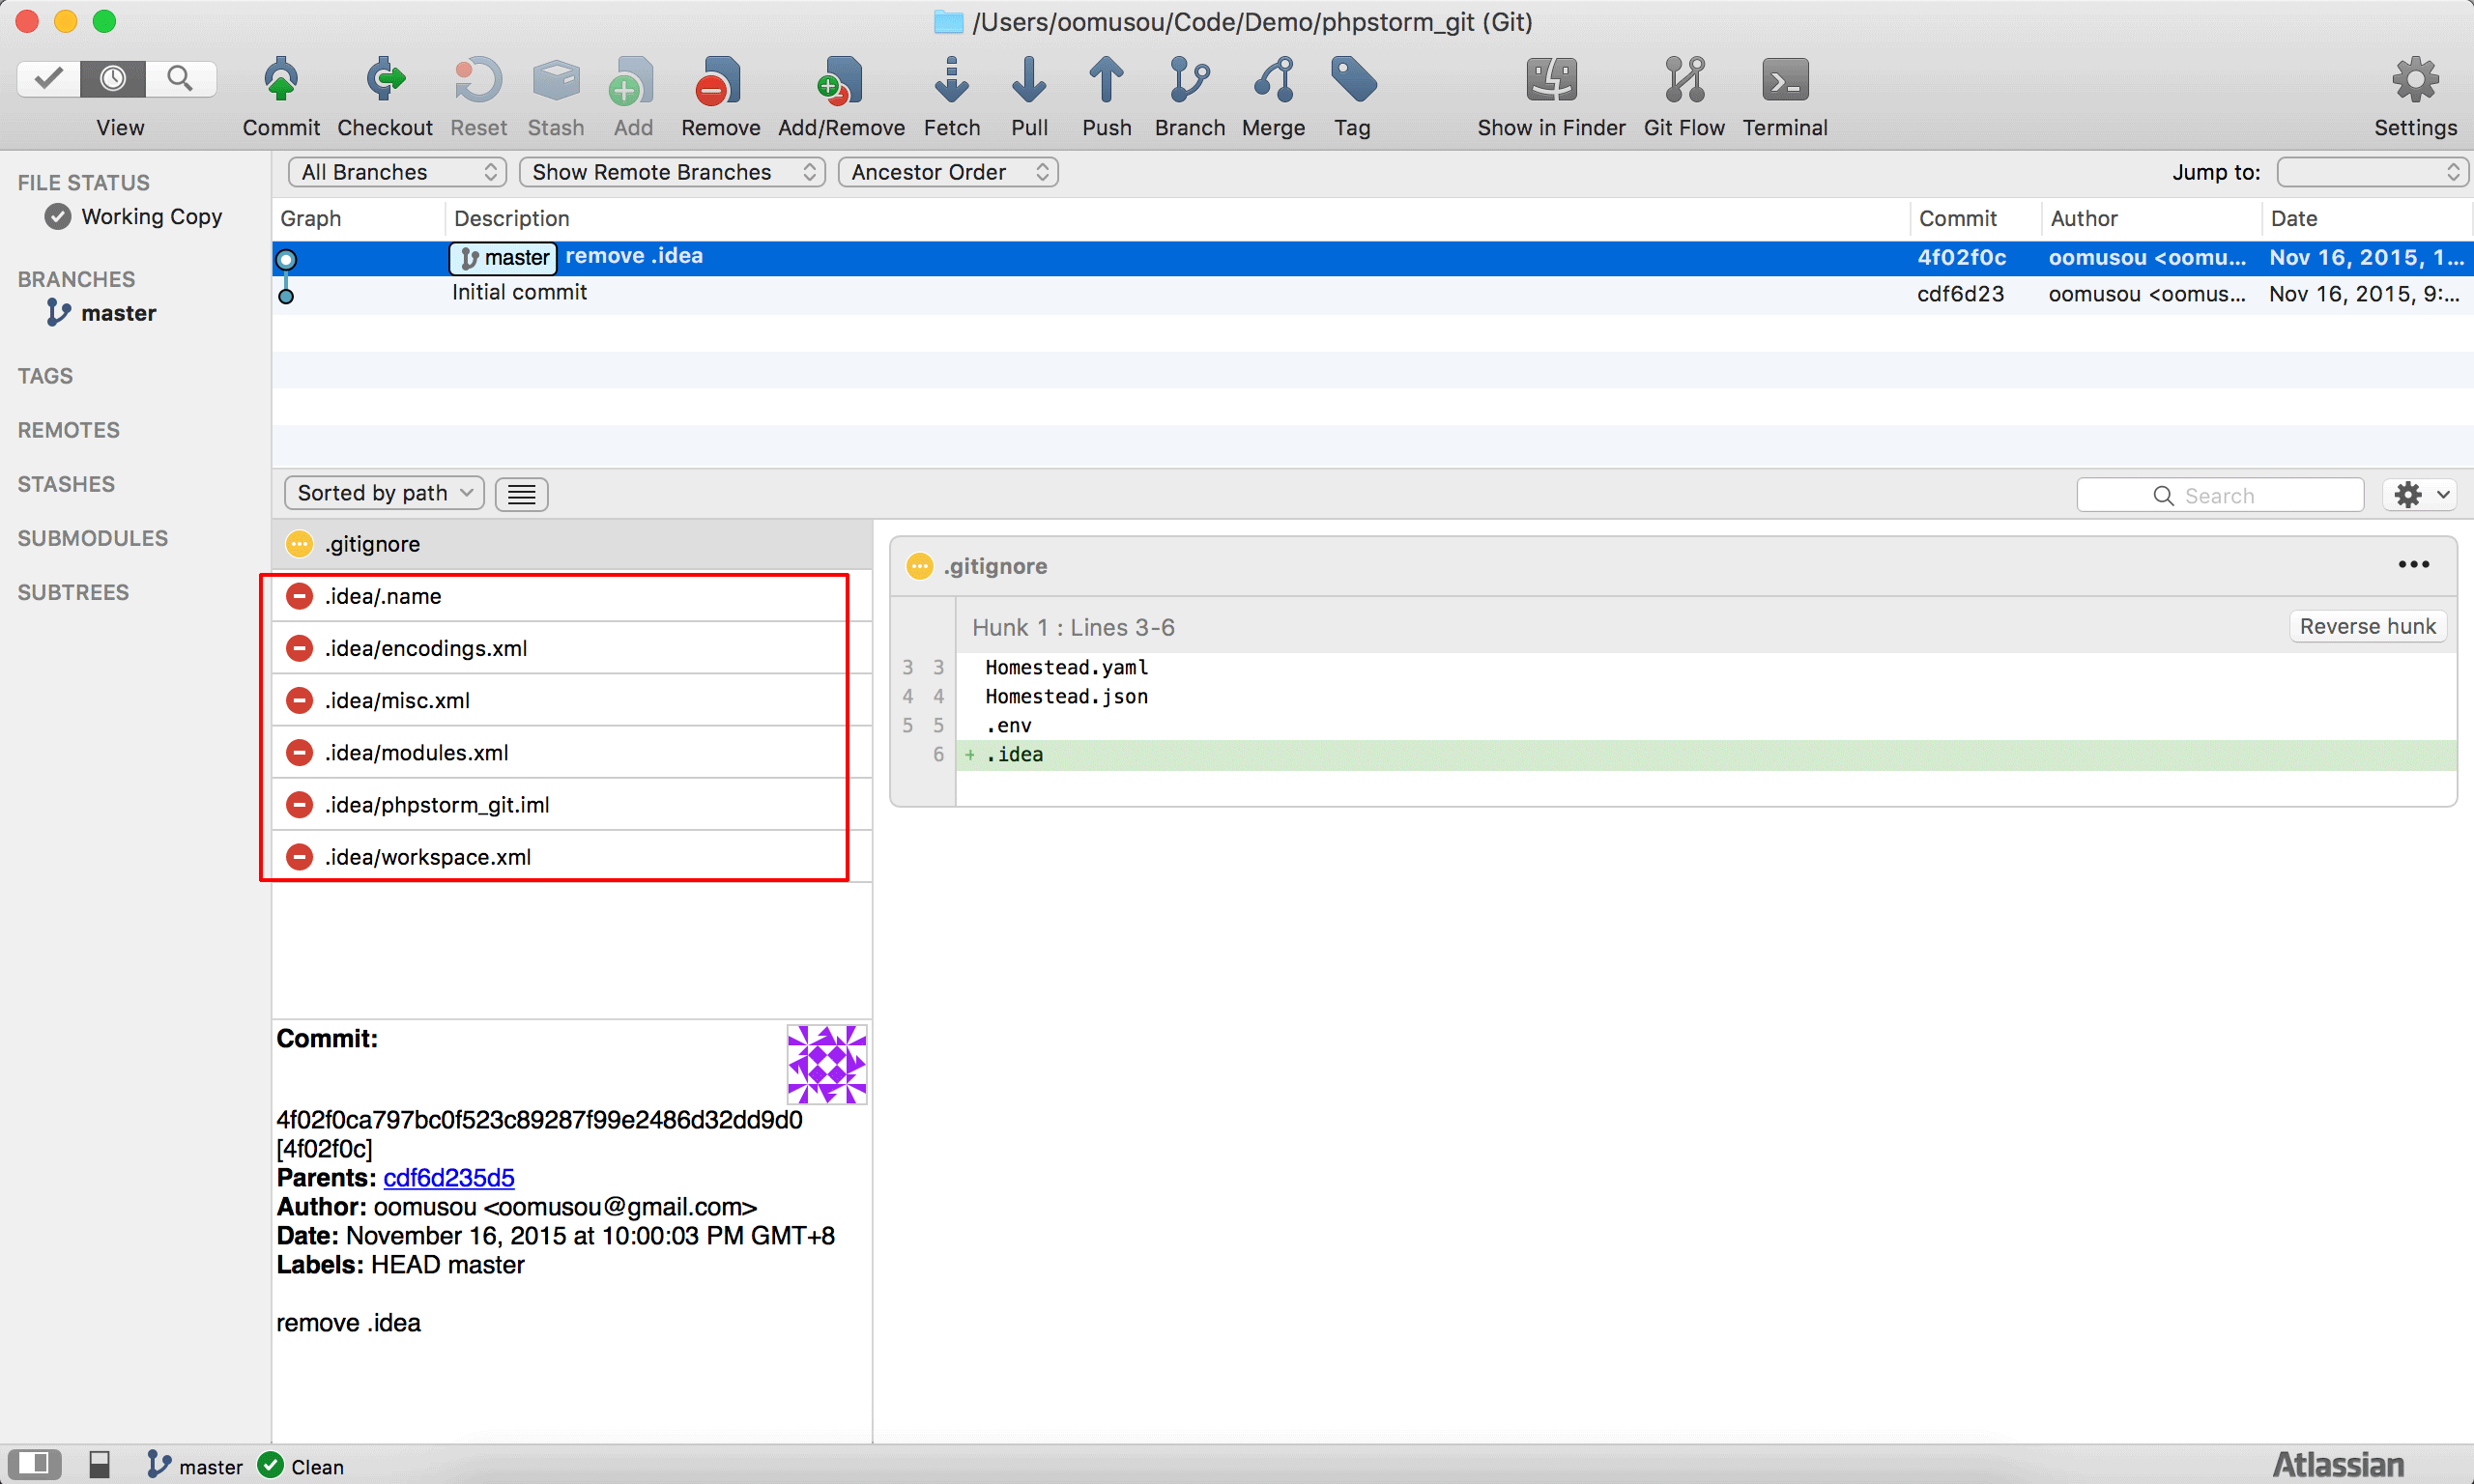 /Users/oomusou/Code/Demo/phpstorm_git (Git)
View Commit Checkout Reset Stash Add Remove Add/Remove Fetch Pull Push Branch Merge Tag Show in Finder Git Flow Terminal Settings
FILE STATUS
Working Copy
BRANCHES
master
TAGS
REMOTES
STASHES
SUBMODULES
SUBTREES
All Branches Show Remote Branches Ancestor Order Jump to:
Graph Description Commit Author Date
master remove .idea 4f02f0c oomusou <oomu... Nov 16, 2015, 1...
Initial commit cdf6d23 oomusou <oomus... Nov 16, 2015, 9:...
Sorted by path Search
.gitignore
.idea/.name
.idea/encodings.xml
.idea/misc.xml
.idea/modules.xml
.idea/phpstorm_git.iml
.idea/workspace.xml
.gitignore
Hunk 1 : Lines 3-6 Reverse hunk
3 3 Homestead.yaml
4 4 Homestead.json
5 5 .env
6 + .idea
Commit:
4f02f0ca797bc0f523c89287f99e2486d32dd9d0
[4f02f0c]
Parents: cdf6d235d5
Author: oomusou <oomusou@gmail.com>
Date: November 16, 2015 at 10:00:03 PM GMT+8
Labels: HEAD master
remove .idea
master Clean Atlassian